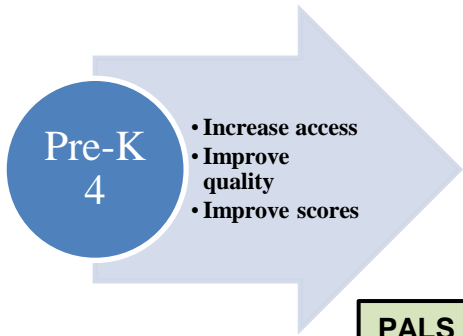 Pre-K
4
• Increase access
• Improve
quality
• Improve scores
PALS